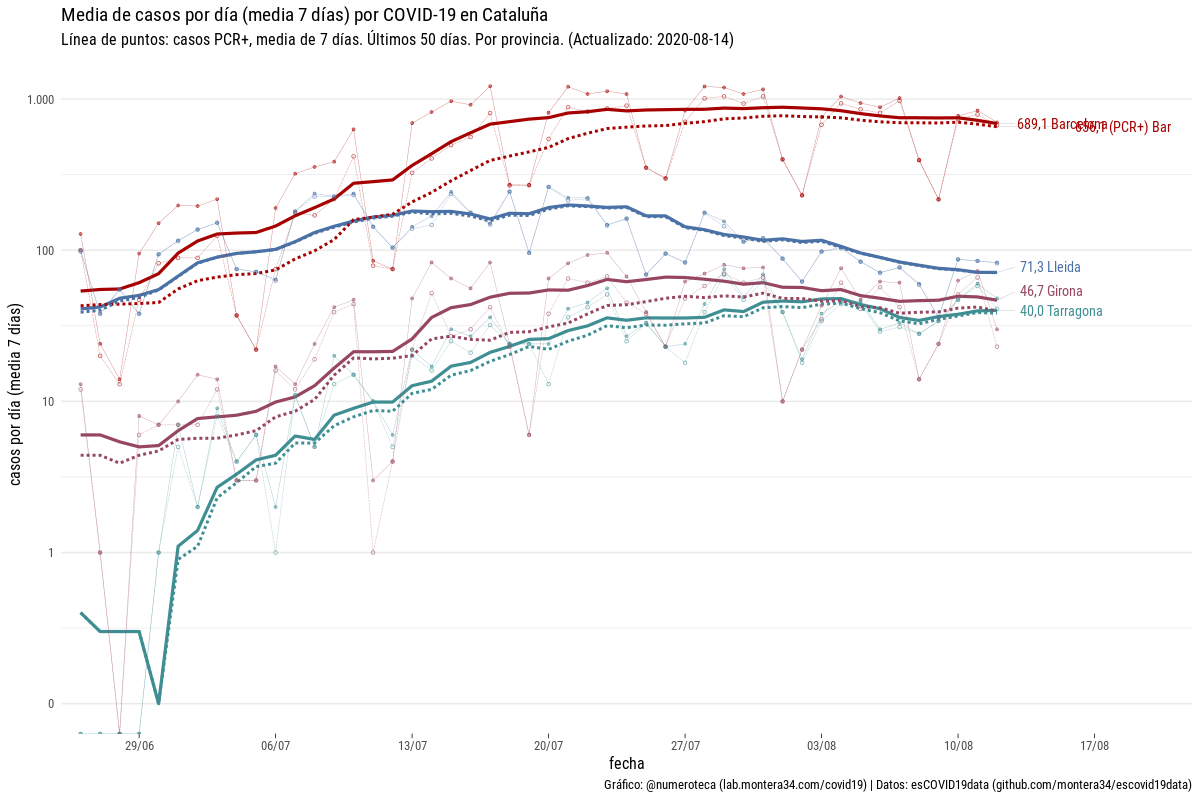 Media de casos por día (media 7 días) por COVID-19 en Cataluña
Línea de puntos: casos PCR+, media de 7 días. Últimos 50 días. Por provincia. (Actualizado: 2020-08-14)
casos por día (media 7 días)
1.000
100
10
1
0
689,1 Barcelona
656,1 (PCR+) Bar
71,3 Lleida
46,7 Girona
40,0 Tarragona
29/06
06/07
13/07
20/07
27/07
03/08
10/08
17/08
fecha
Gráfico: @numeroteca (lab.montera34.com/covid19) | Datos: esCOVID19data (github.com/montera34/escovid19data)